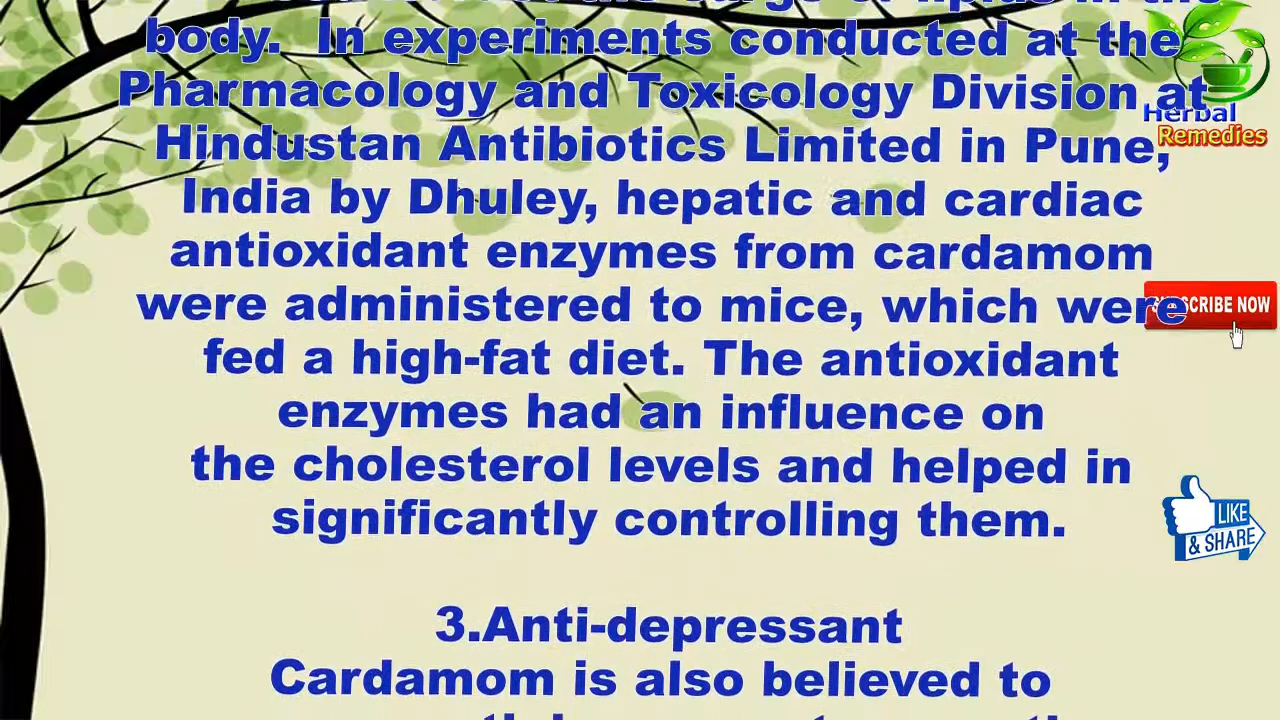 body. In experiments conducted at the
Pharmacology and Toxicology Division at
Hindustan Antibiotics Limited in Pune,
India by Dhuley, hepatic and cardiac
antioxidant enzymes from cardamom
were administered to mice, which were
fed a high-fat diet. The antioxidant
enzymes had an influence on
the cholesterol levels and helped in
significantly controlling them.
3.Anti-depressant
Cardamom is also believed to
Herbal
Remedies
SUBSCRIBE NOW
LIKE
& SHARE